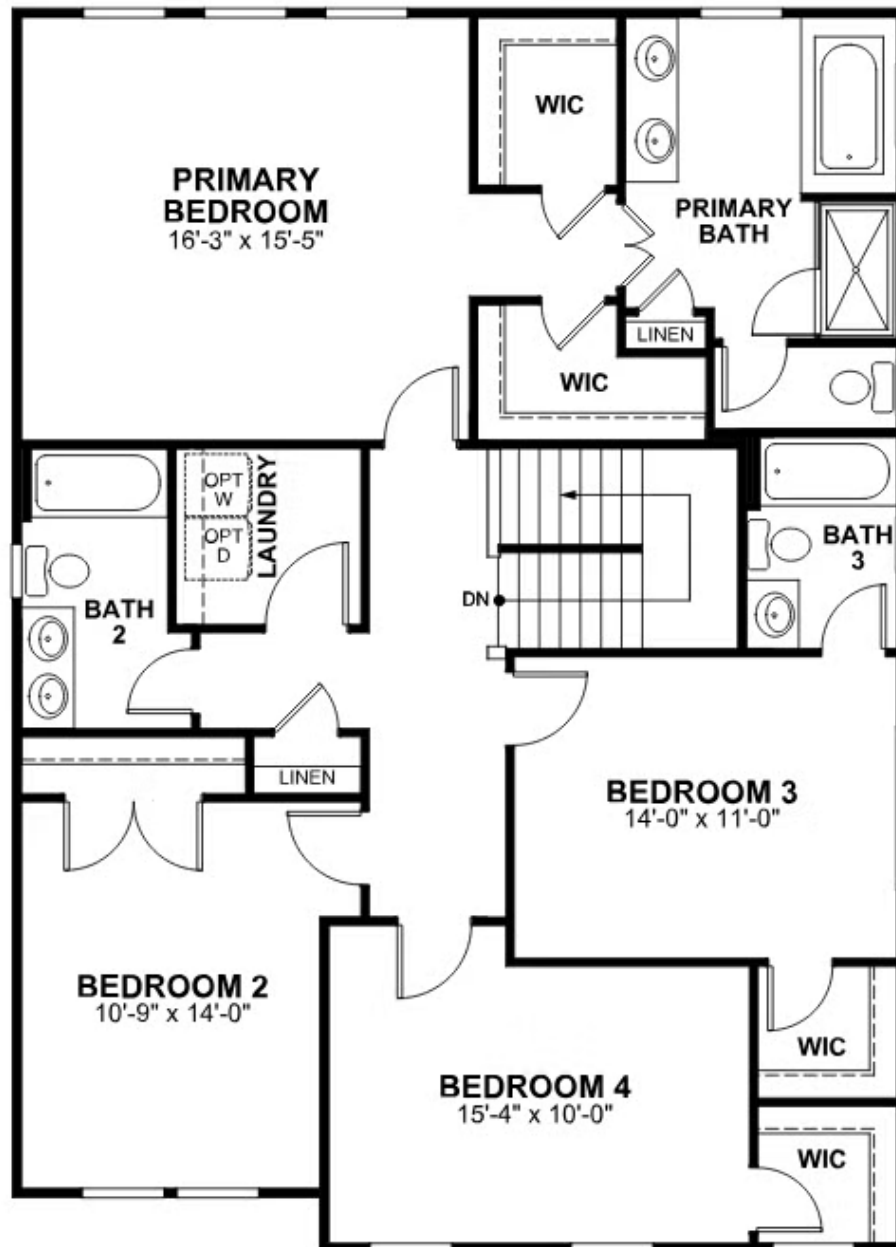 WIC
PRIMARY
BEDROOM
16'-3" x 15'-5"
PRIMARY
BATH
LINEN
WIC
OPT
W
OPT
D
LAUNDRY
BATH
3
DN
BATH
2
LINEN
BEDROOM 3
14'-0" x 11'-0"
BEDROOM 2
10'-9" x 14'-0"
WIC
BEDROOM 4
15'-4" x 10'-0"
WIC